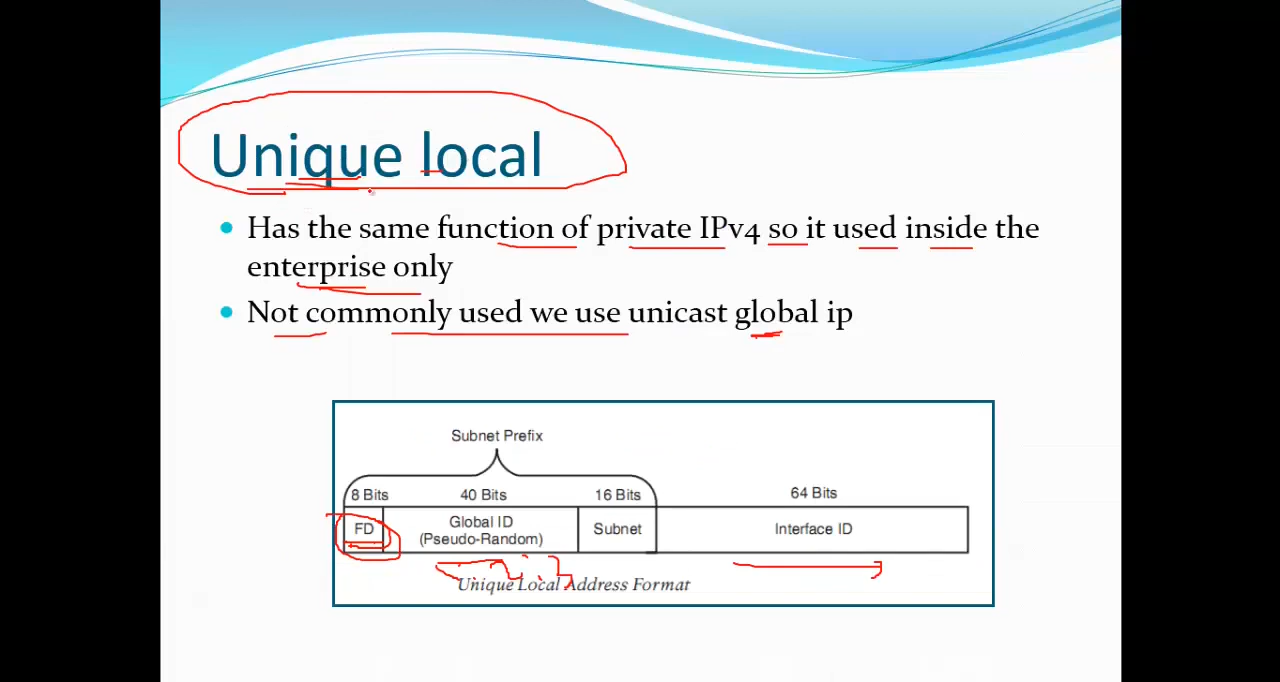 Unique local
Has the same function of private IPv4 so it used inside the
enterprise only
Not commonly used we use unicast global ip
Subnet Prefix
8 Bits 40 Bits 16 Bits 64 Bits
FD Global ID (Pseudo-Random) Subnet Interface ID
Unique Local Address Format